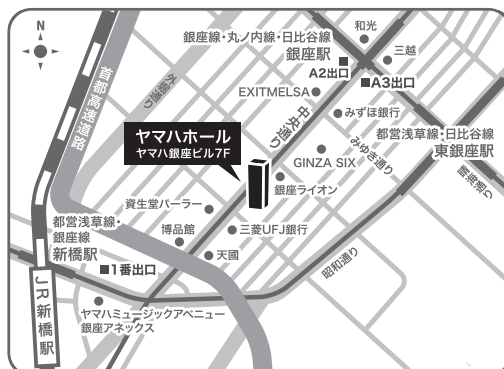 N
和光
銀座線・丸ノ内線・日比谷線
銀座駅
三越
A2出口
A3出口
外堀通り
首都高速道路
EXITMELSA
中央通り
みずほ銀行
都営浅草線・日比谷線
東銀座駅
ヤマハホール
ヤマハ銀座ビル7F
GINZA SIX
みゆき通り
晴海通り
銀座ライオン
資生堂パーラー
都営浅草線・
銀座線
新橋駅
博品館
三菱UFJ銀行
天國
昭和通り
1番出口
JR新橋駅
ヤマハミュージックアベニュー
銀座アネックス